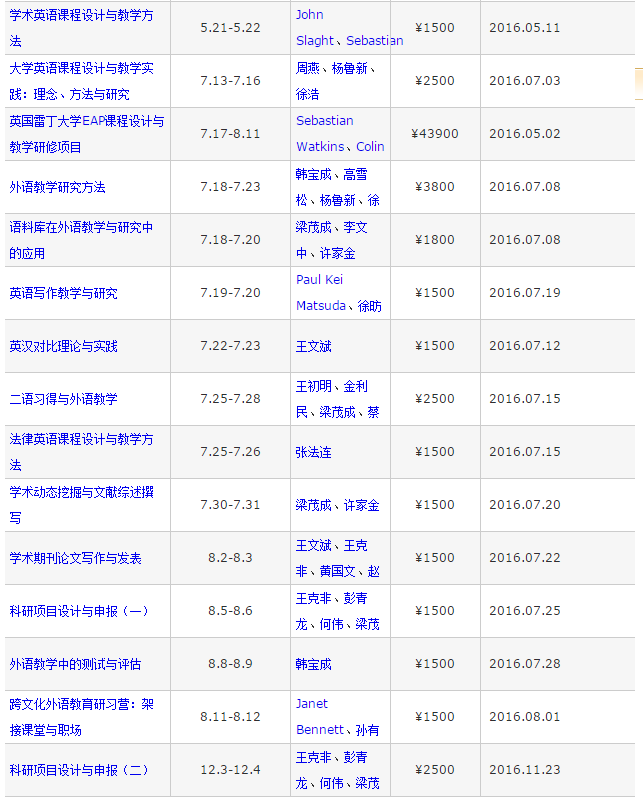 学术英语课程设计与教学方
法
5.21-5.22
John
Slaght、Sebastian
¥1500
2016.05.11
大学英语课程设计与教学实
践：理念、方法与研究
7.13-7.16
周燕、杨鲁新、
徐浩
¥2500
2016.07.03
英国雷丁大学EAP课程设计与
教学研修项目
7.17-8.11
Sebastian
Watkins、Colin
¥43900
2016.05.02
外语教学研究方法
7.18-7.23
韩宝成、高雪
松、杨鲁新、徐
¥3800
2016.07.08
语料库在外语教学与研究中
的应用
7.18-7.20
梁茂成、李文
中、许家金
¥1800
2016.07.08
英语写作教学与研究
7.19-7.20
Paul Kei
Matsuda、徐昉
¥1500
2016.07.19
英汉对比理论与实践
7.22-7.23
王文斌
¥1500
2016.07.12
二语习得与外语教学
7.25-7.28
王初明、金利
民、梁茂成、蔡
¥2500
2016.07.15
法律英语课程设计与教学方
法
7.25-7.26
张法连
¥1500
2016.07.15
学术动态挖掘与文献综述撰
写
7.30-7.31
梁茂成、许家金
¥1500
2016.07.20
学术期刊论文写作与发表
8.2-8.3
王文斌、王克
非、黄国文、赵
¥1500
2016.07.22
科研项目设计与申报（一）
8.5-8.6
王克非、彭青
龙、何伟、梁茂
¥1500
2016.07.25
外语教学中的测试与评估
8.8-8.9
韩宝成
¥1500
2016.07.28
跨文化外语教育研习营：架
接课堂与职场
8.11-8.12
Janet
Bennett、孙有
¥1500
2016.08.01
科研项目设计与申报（二）
12.3-12.4
王克非、彭青
龙、何伟、梁茂
¥2500
2016.11.23